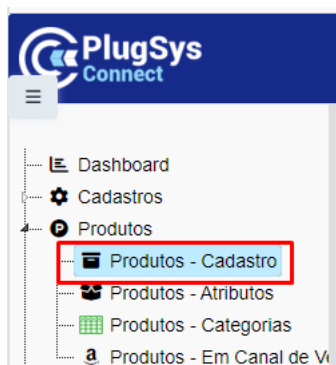 PlugSys
Connect
Dashboard
Cadastros
Produtos
Produtos - Cadastro
Produtos - Atributos
Produtos - Categorias
Produtos - Em Canal de